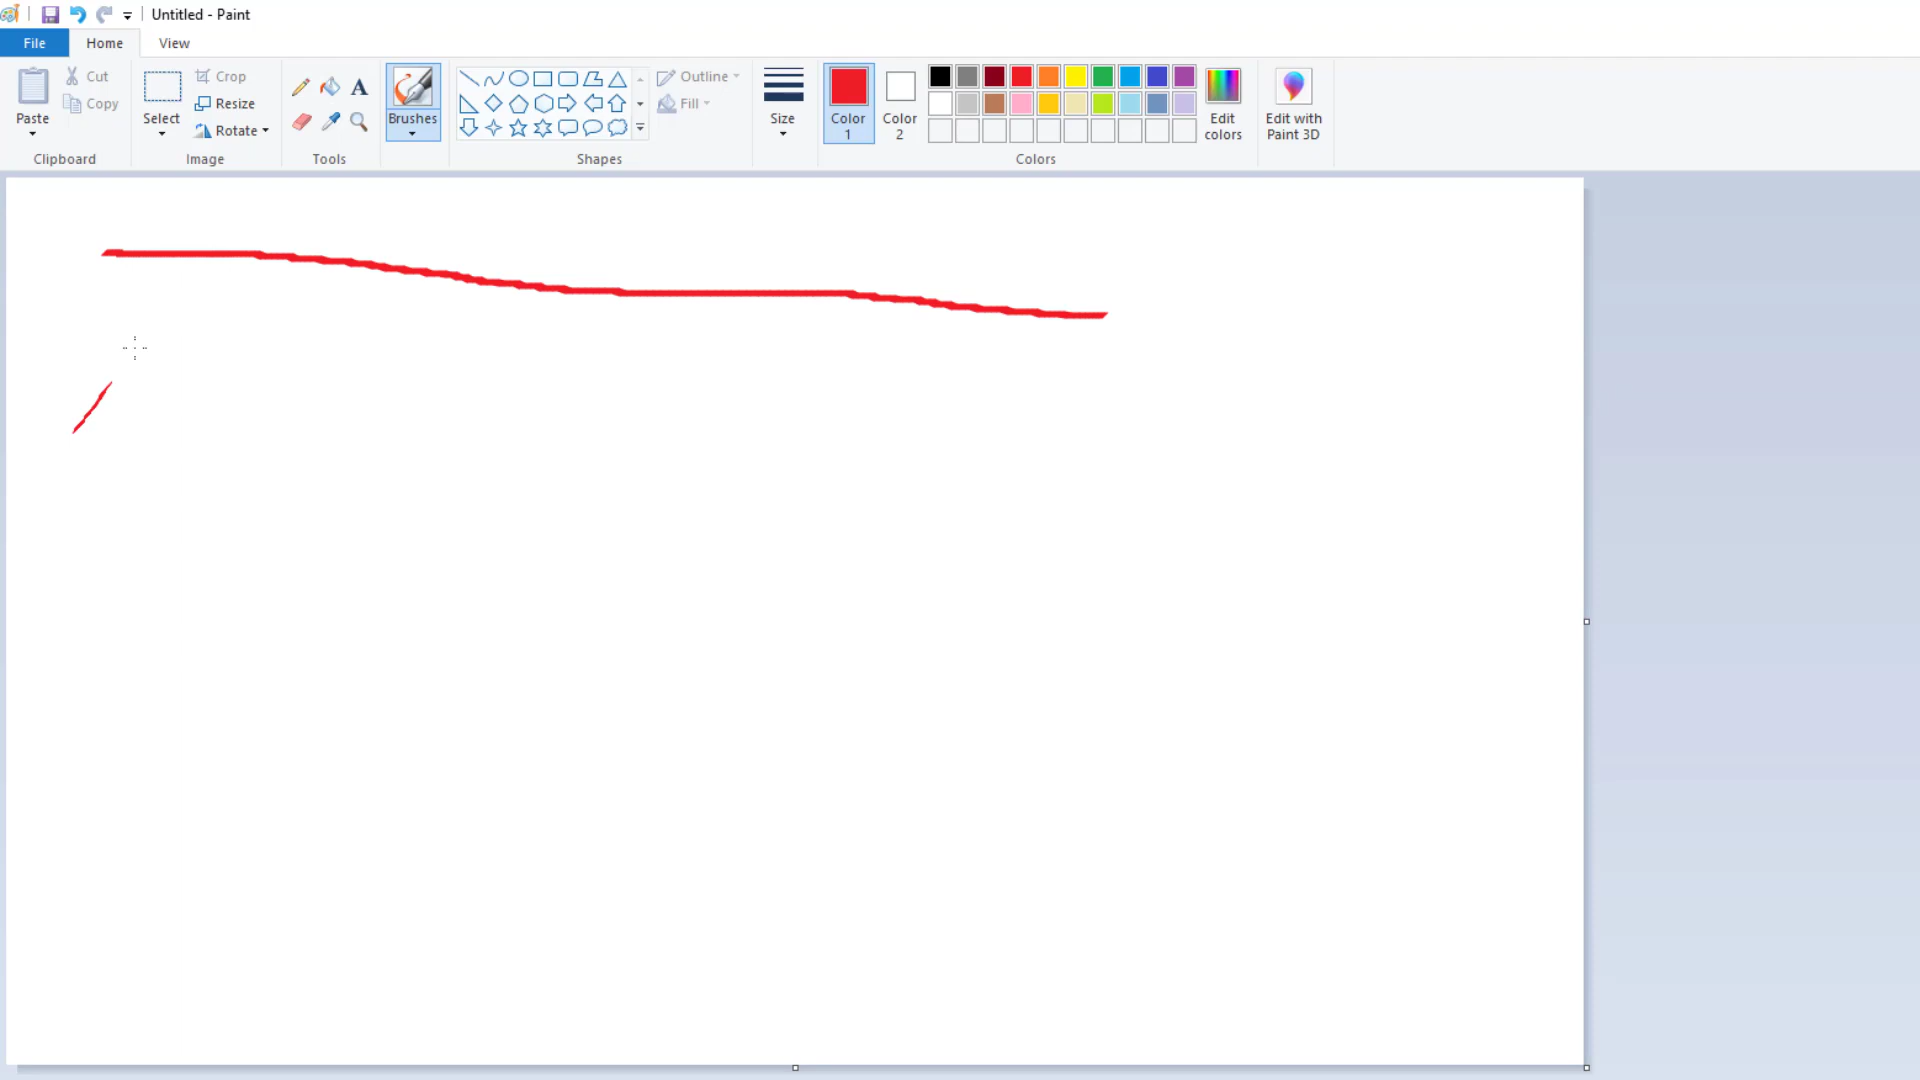 Untitled - Paint
File Home View
Paste Cut Copy
Clipboard
Select Crop Resize Rotate
Image
A
Tools
Brushes
Outline Fill
Shapes
Size
Color 1
Color 2
Edit colors
Colors
Edit with Paint 3D